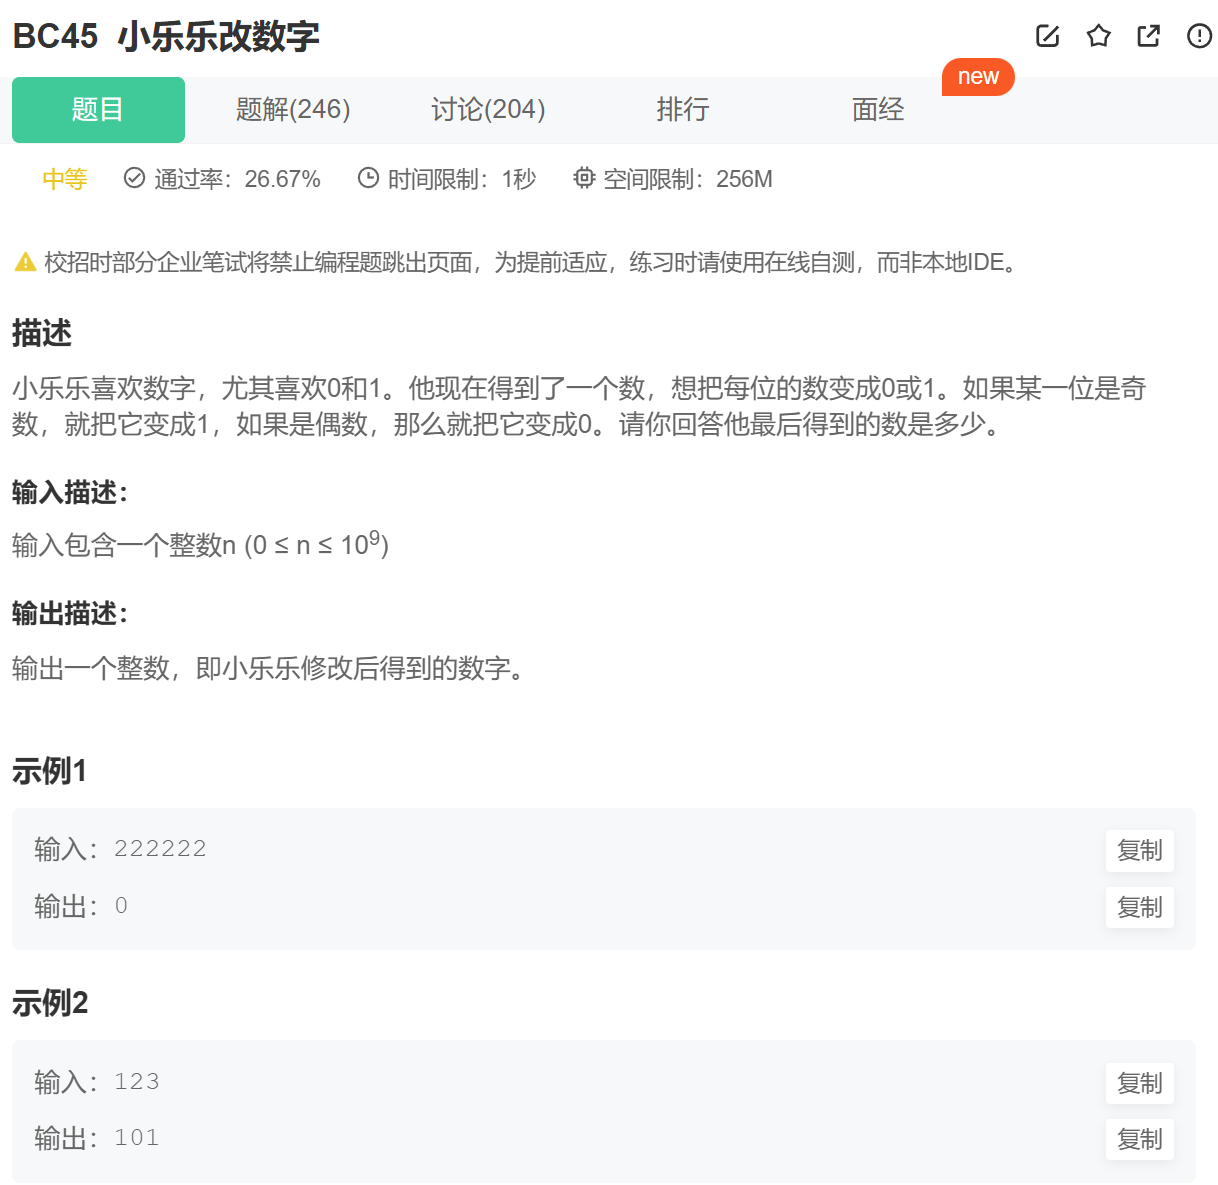 BC45 小乐乐改数字
new
题目 题解(246) 讨论(204) 排行 面经
中等 通过率：26.67% 时间限制：1秒 空间限制：256M
校招时部分企业笔试将禁止编程题跳出页面，为提前适应，练习时请使用在线自测，而非本地IDE。
描述
小乐乐喜欢数字，尤其喜欢0和1。他现在得到了一个数，想把每位的数变成0或1。如果某一位是奇
数，就把它变成1，如果是偶数，那么就把它变成0。请你回答他最后得到的数是多少。
输入描述：
输入包含一个整数n (0 ≤ n ≤ 10⁹)
输出描述：
输出一个整数，即小乐乐修改后得到的数字。
示例1
输入：222222 复制
输出：0 复制
示例2
输入：123 复制
输出：101 复制